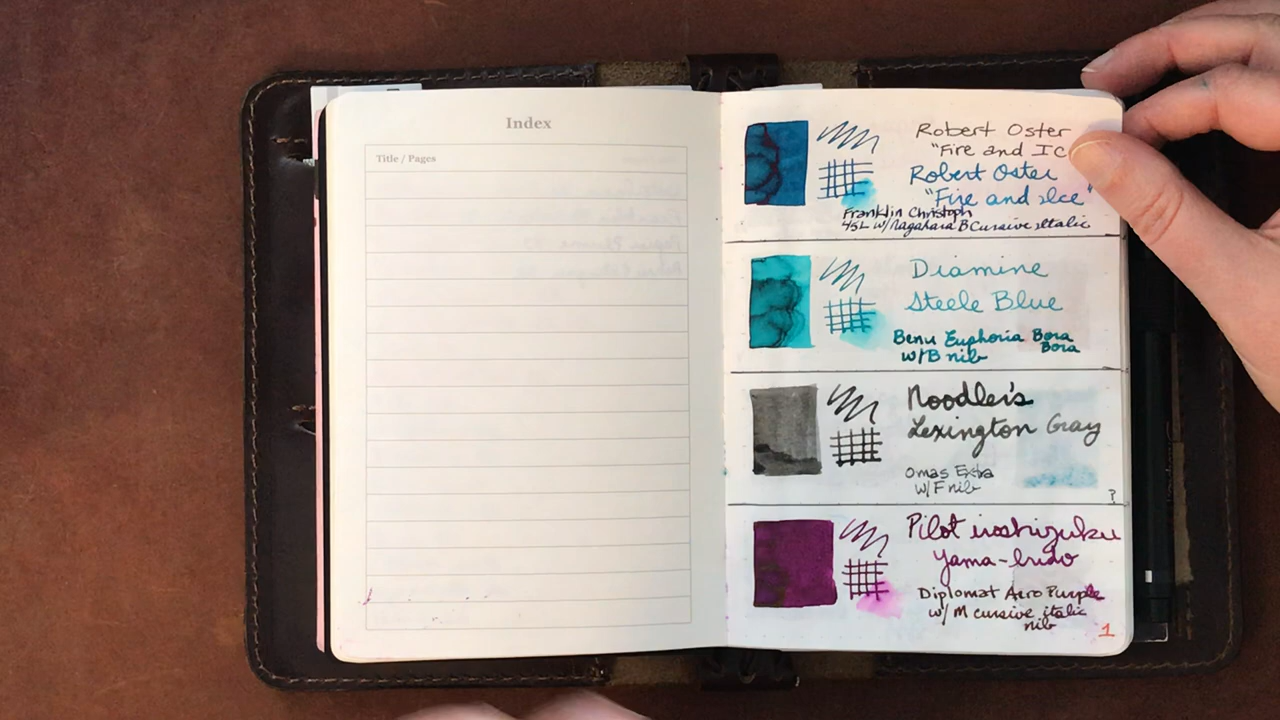 Index
Title / Pages
Robert Oster
"Fire and Ic
Robert Oster
"Fire and Ice"
Franklin Christoph
45L w/Nagahara B Cursive Italic
Diamine
Steele Blue
Benu Euphoria Bora
Bora
w/B nib
Noodler's
Lexington Gray
Omas Extra
w/F nib
?
Pilot iroshizuku
Yama-budo
Diplomat Aero Purple
w/ M cursive italic
nib
1